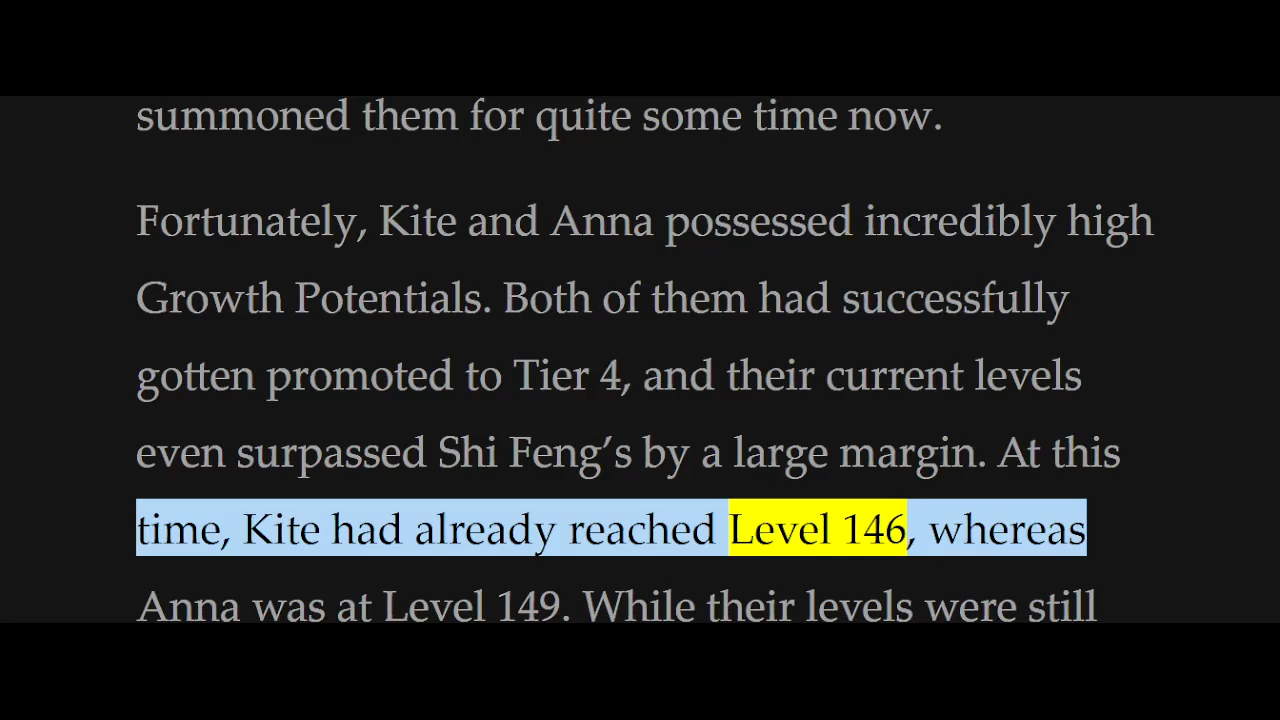 summoned them for quite some time now.
Fortunately, Kite and Anna possessed incredibly high
Growth Potentials. Both of them had successfully
gotten promoted to Tier 4, and their current levels
even surpassed Shi Feng’s by a large margin. At this
time, Kite had already reached Level 146, whereas
Anna was at Level 149. While their levels were still